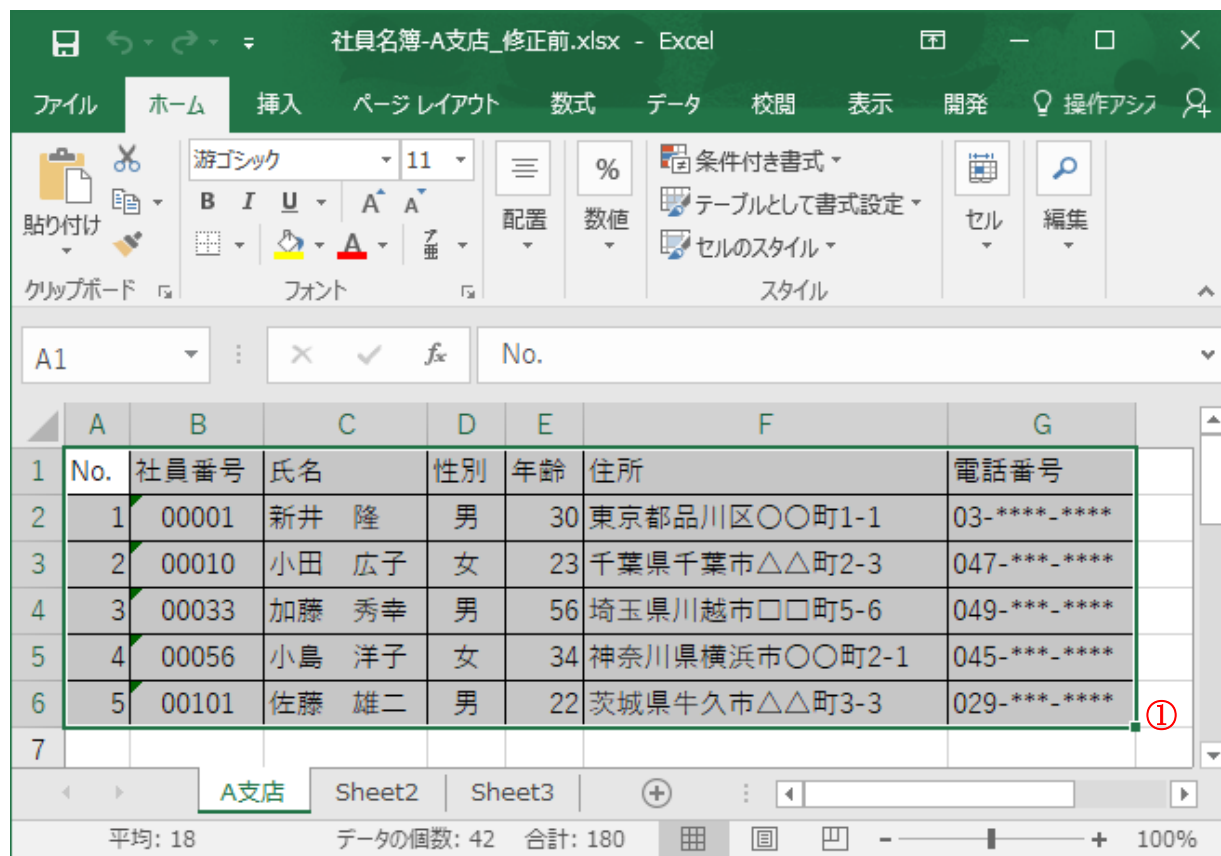 社員名簿-A支店_修正前.xlsx - Excel
ファイル ホーム 挿入 ページ レイアウト 数式 データ 校閲 表示 開発 操作アシス
貼り付け 游ゴシック 11 B I U A A A ア亜 配置 % 数値 条件付き書式 テーブルとして書式設定 セルのスタイル セル 編集
クリップボード フォント スタイル
A1 fx No.
A B C D E F G
1 No. 社員番号 氏名 性別 年齢 住所 電話番号
2 1 00001 新井 隆 男 30 東京都品川区〇〇町1-1 03-****-****
3 2 00010 小田 広子 女 23 千葉県千葉市△△町2-3 047-***-****
4 3 00033 加藤 秀幸 男 56 埼玉県川越市□□町5-6 049-***-****
5 4 00056 小島 洋子 女 34 神奈川県横浜市〇〇町2-1 045-***-****
6 5 00101 佐藤 雄二 男 22 茨城県牛久市△△町3-3 029-***-****
①
7
A支店 Sheet2 Sheet3
平均: 18 データの個数: 42 合計: 180 100%